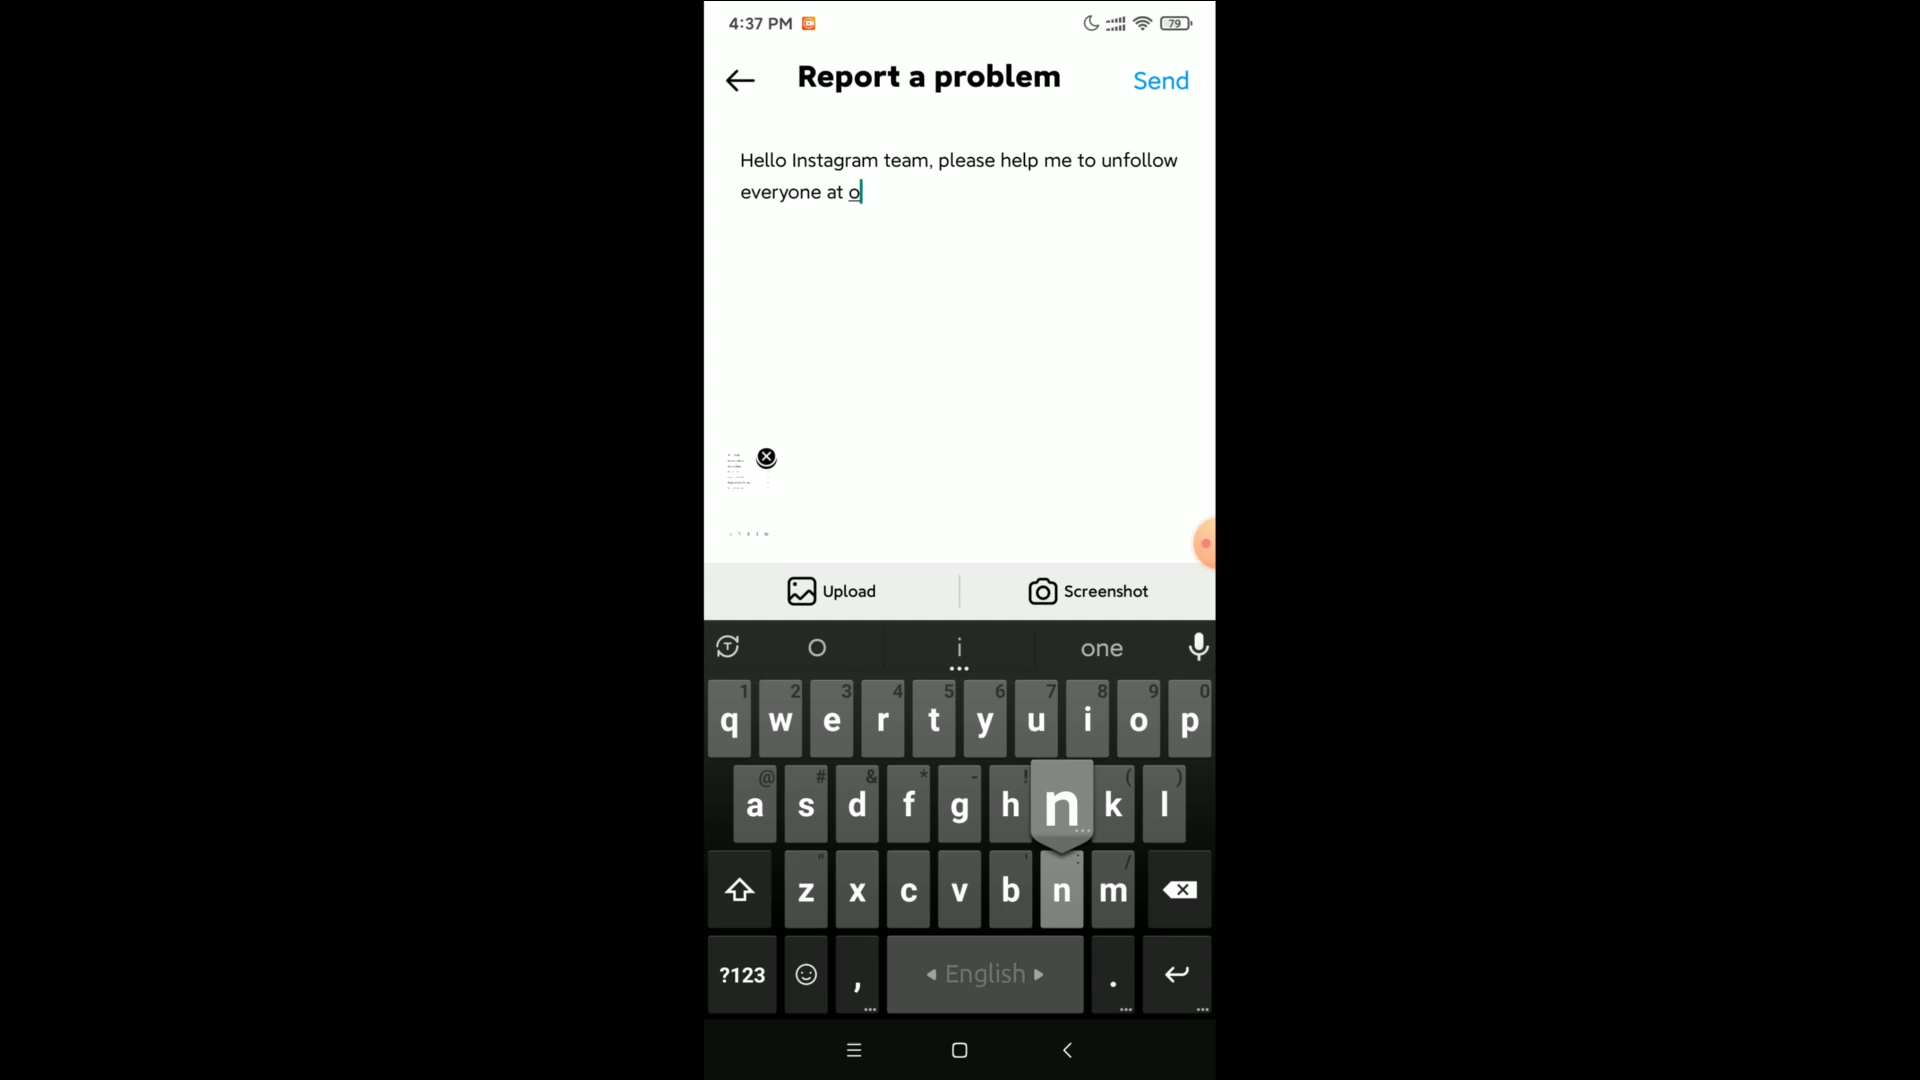 4:37 PM
79
Report a problem
Send
Hello Instagram team, please help me to unfollow
everyone at o
Upload
Screenshot
O i one
1 2 3 4 5 6 7 8 9 0
q w e r t y u i o p
@ # & * - ! ( )
a s d f g h n k l
" ' : /
z x c v b n m
?123 , English .